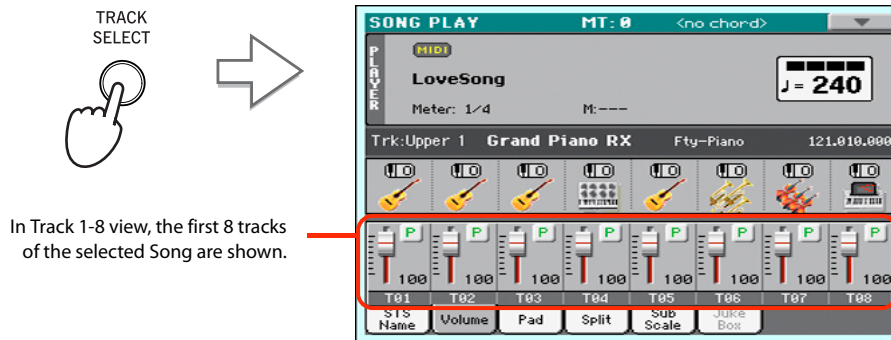 TRACK
SELECT
In Track 1-8 view, the first 8 tracks
of the selected Song are shown.
SONG PLAY MT: 0 <no chord>
PLAYER
MIDI
LoveSong
♩ = 240
Meter: 1/4 M:---
Trk:Upper 1 Grand Piano RX Fty-Piano 121.010.000
P P P P P P P P
100 100 100 100 100 100 100 100
T01 T02 T03 T04 T05 T06 T07 T08
STS Name Volume Pad Split Sub Scale Juke Box